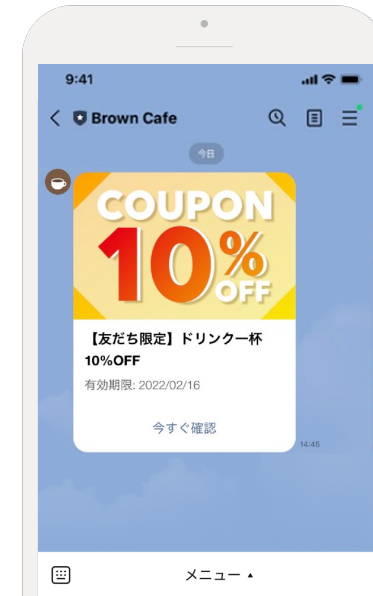 9:41
Brown Cafe
今日
COUPON
10%
OFF
【友だち限定】ドリンク一杯
10%OFF
有効期限: 2022/02/16
今すぐ確認
14:46
メニュー ▲